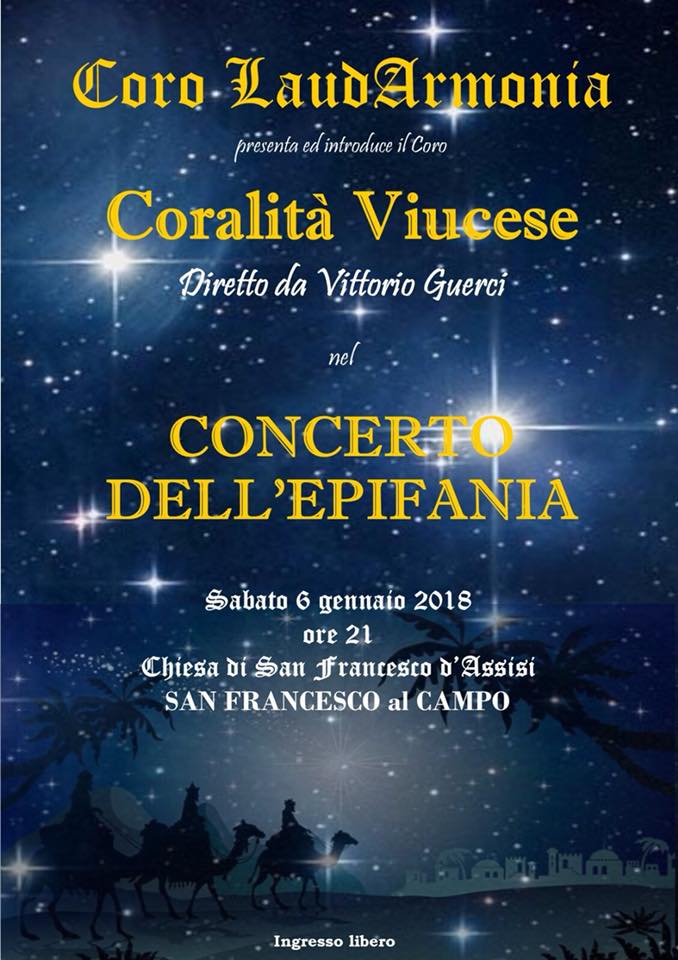 Coro LaudArmonia
presenta ed introduce il Coro
Coralità Viucese
Diretto da Vittorio Guerci
nel
CONCERTO
DELL'EPIFANIA
Sabato 6 gennaio 2018
ore 21
Chiesa di San Francesco d'Assisi
SAN FRANCESCO al CAMPO
Ingresso libero